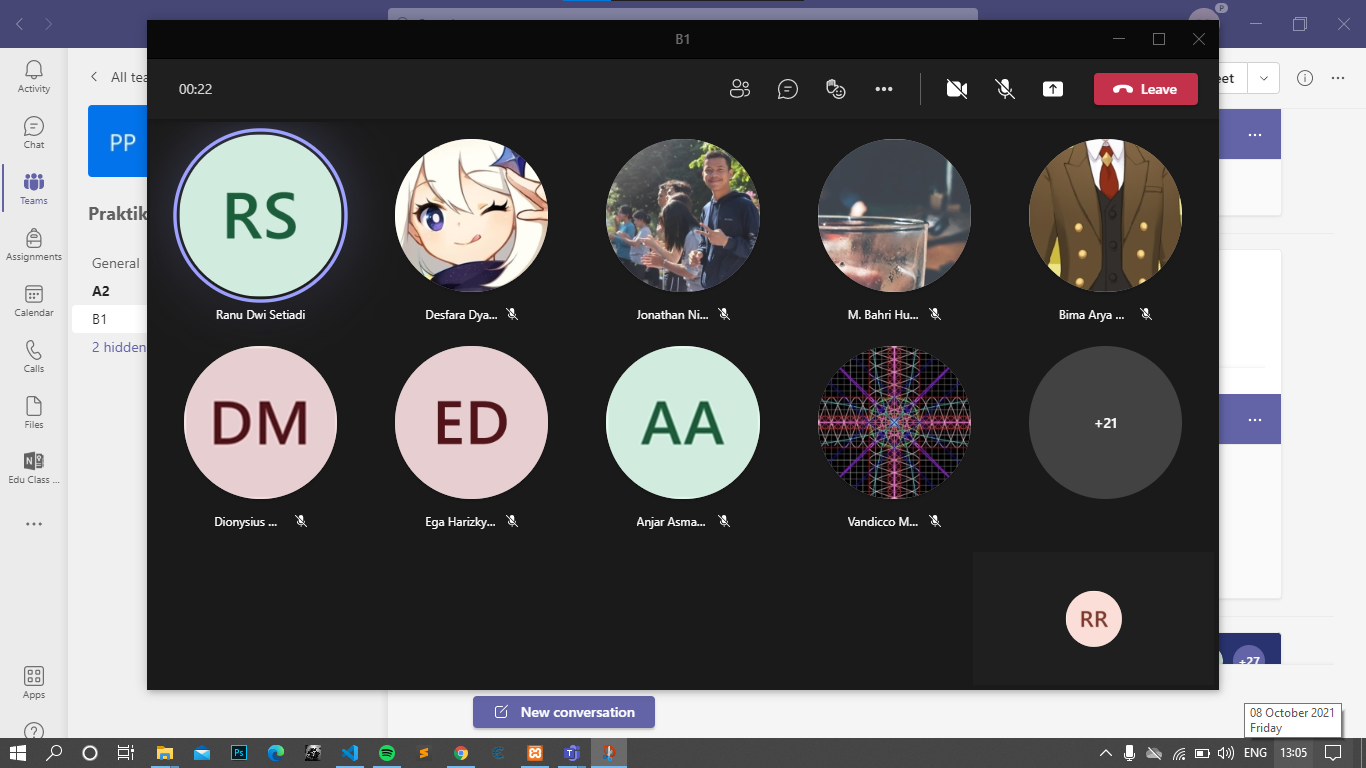 B1
00:22
Leave
Activity
Chat
Teams
Assignments
Calendar
Calls
Files
Edu Class ...
Apps
All tea
PP
Praktik
General
A2
B1
2 hidden
eet
RS
Ranu Dwi Setiadi
Desfara Dya...
Jonathan Ni...
M. Bahri Hu...
Bima Arya ...
DM
ED
AA
+21
Dionysius ...
Ega Harizky...
Anjar Asma...
Vandicco M...
RR
+27
New conversation
08 October 2021
Friday
Ps
ENG
13:05
P